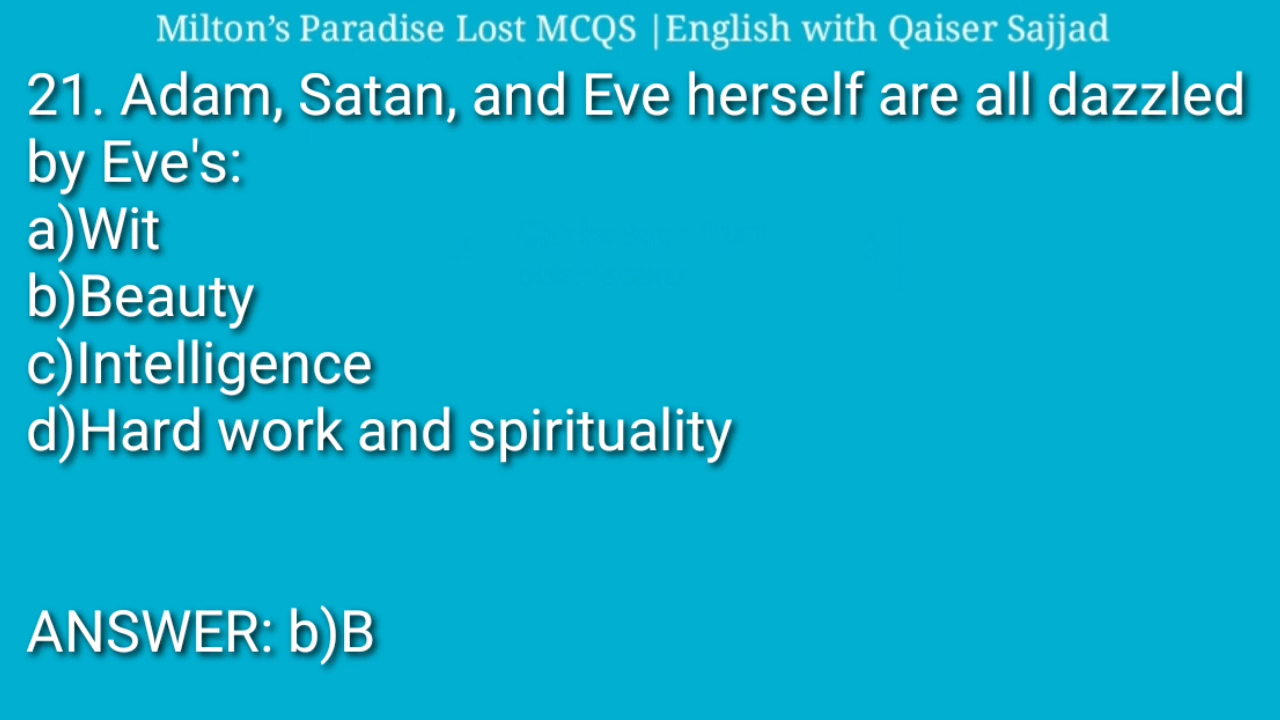 Milton’s Paradise Lost MCQS |English with Qaiser Sajjad
21. Adam, Satan, and Eve herself are all dazzled
by Eve's:
a)Wit
b)Beauty
c)Intelligence
d)Hard work and spirituality
ANSWER: b)B